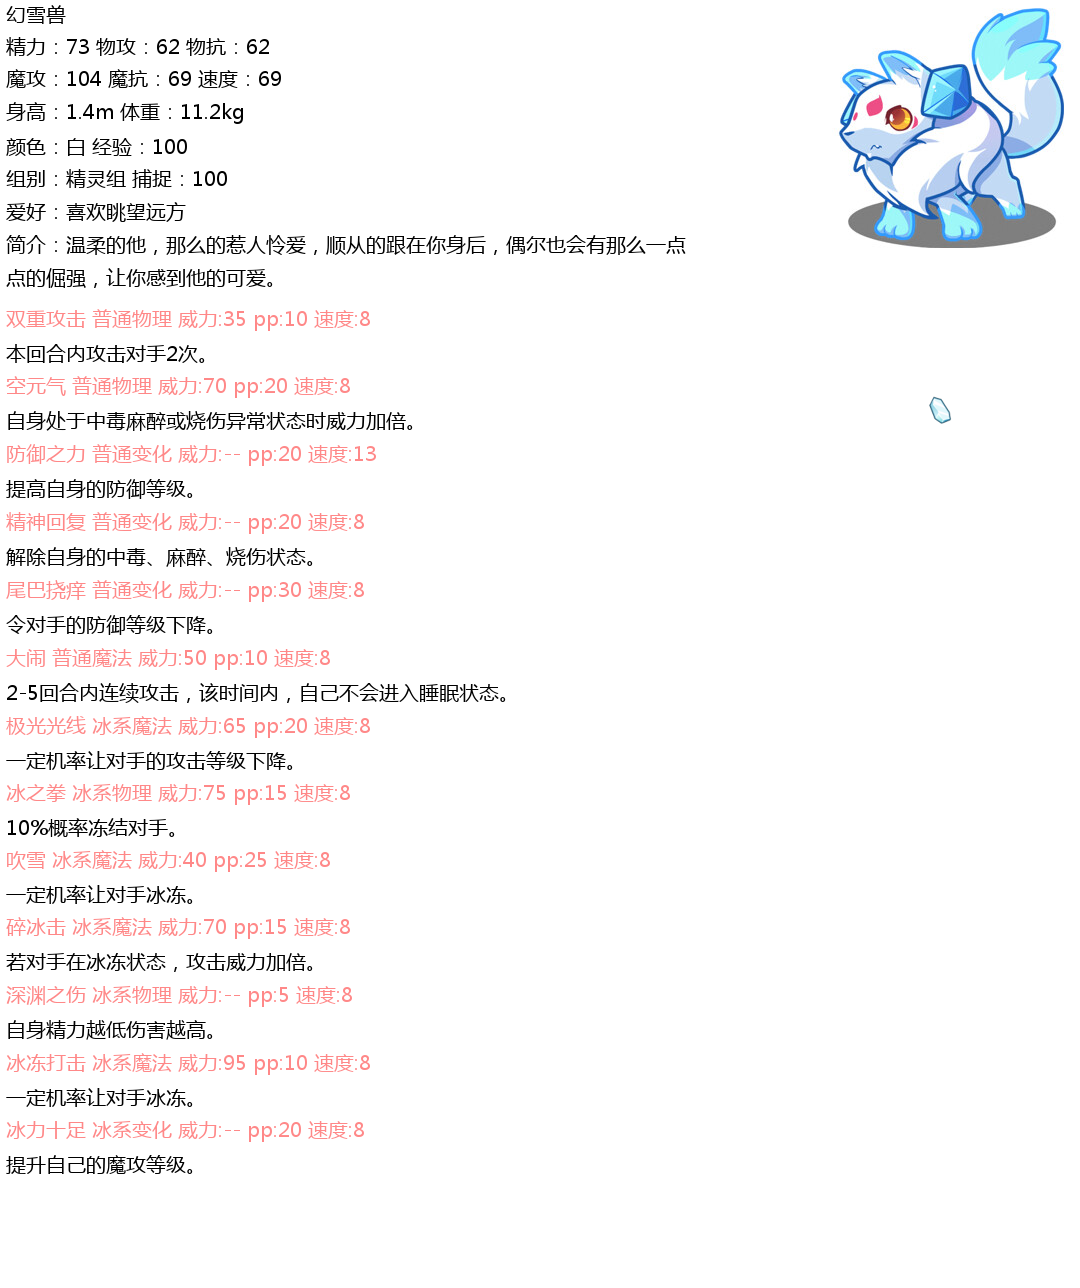 幻雪兽
精力：73 物攻：62 物抗：62
魔攻：104 魔抗：69 速度：69
身高：1.4m 体重：11.2kg
颜色：白 经验：100
组别：精灵组 捕捉：100
爱好：喜欢眺望远方
简介：温柔的他，那么的惹人怜爱，顺从的跟在你身后，偶尔也会有那么一点
点的倔强，让你感到他的可爱。
双重攻击 普通物理 威力:35 pp:10 速度:8
本回合内攻击对手2次。
空元气 普通物理 威力:70 pp:20 速度:8
自身处于中毒麻醉或烧伤异常状态时威力加倍。
防御之力 普通变化 威力:-- pp:20 速度:13
提高自身的防御等级。
精神回复 普通变化 威力:-- pp:20 速度:8
解除自身的中毒、麻醉、烧伤状态。
尾巴挠痒 普通变化 威力:-- pp:30 速度:8
令对手的防御等级下降。
大闹 普通魔法 威力:50 pp:10 速度:8
2-5回合内连续攻击，该时间内，自己不会进入睡眠状态。
极光光线 冰系魔法 威力:65 pp:20 速度:8
一定机率让对手的攻击等级下降。
冰之拳 冰系物理 威力:75 pp:15 速度:8
10%概率冻结对手。
吹雪 冰系魔法 威力:40 pp:25 速度:8
一定机率让对手冰冻。
碎冰击 冰系魔法 威力:70 pp:15 速度:8
若对手在冰冻状态，攻击威力加倍。
深渊之伤 冰系物理 威力:-- pp:5 速度:8
自身精力越低伤害越高。
冰冻打击 冰系魔法 威力:95 pp:10 速度:8
一定机率让对手冰冻。
冰力十足 冰系变化 威力:-- pp:20 速度:8
提升自己的魔攻等级。